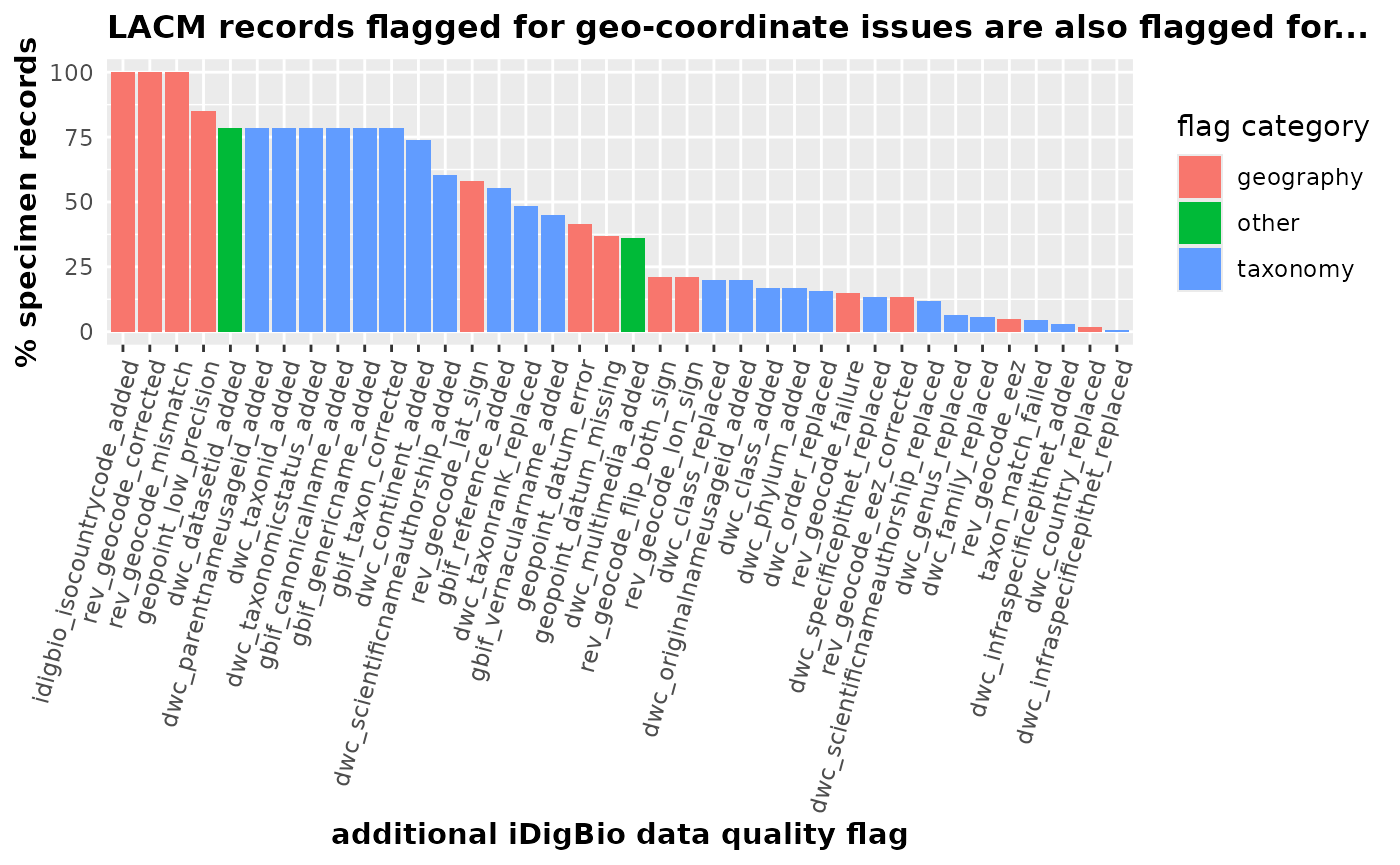 LACM records flagged for geo-coordinate issues are also flagged for...
% specimen records
100
75
50
25
0
idigbio_isocountrycode_added
rev_geocode_corrected
rev_geocode_mismatch
geopoint_low_precision
dwc_datasetid_added
dwc_parentnameusageid_added
dwc_taxonid_added
dwc_taxonomicstatus_added
gbif_canonicalname_added
gbif_genericname_added
gbif_taxon_corrected
dwc_continent_added
dwc_scientificnameauthorship_added
rev_geocode_lat_sign
gbif_reference_added
dwc_taxonrank_replaced
gbif_vernacularname_added
geopoint_datum_error
geopoint_datum_missing
dwc_multimedia_added
rev_geocode_flip_both_sign
rev_geocode_lon_sign
dwc_class_replaced
dwc_originalnameusageid_added
dwc_class_added
dwc_phylum_added
dwc_order_replaced
rev_geocode_failure
dwc_specificepithet_replaced
rev_geocode_eez_corrected
dwc_scientificnameauthorship_replaced
dwc_genus_replaced
dwc_family_replaced
rev_geocode_eez
taxon_match_failed
dwc_infraspecificepithet_added
dwc_country_replaced
dwc_infraspecificepithet_replaced
additional iDigBio data quality flag
flag category
geography
other
taxonomy